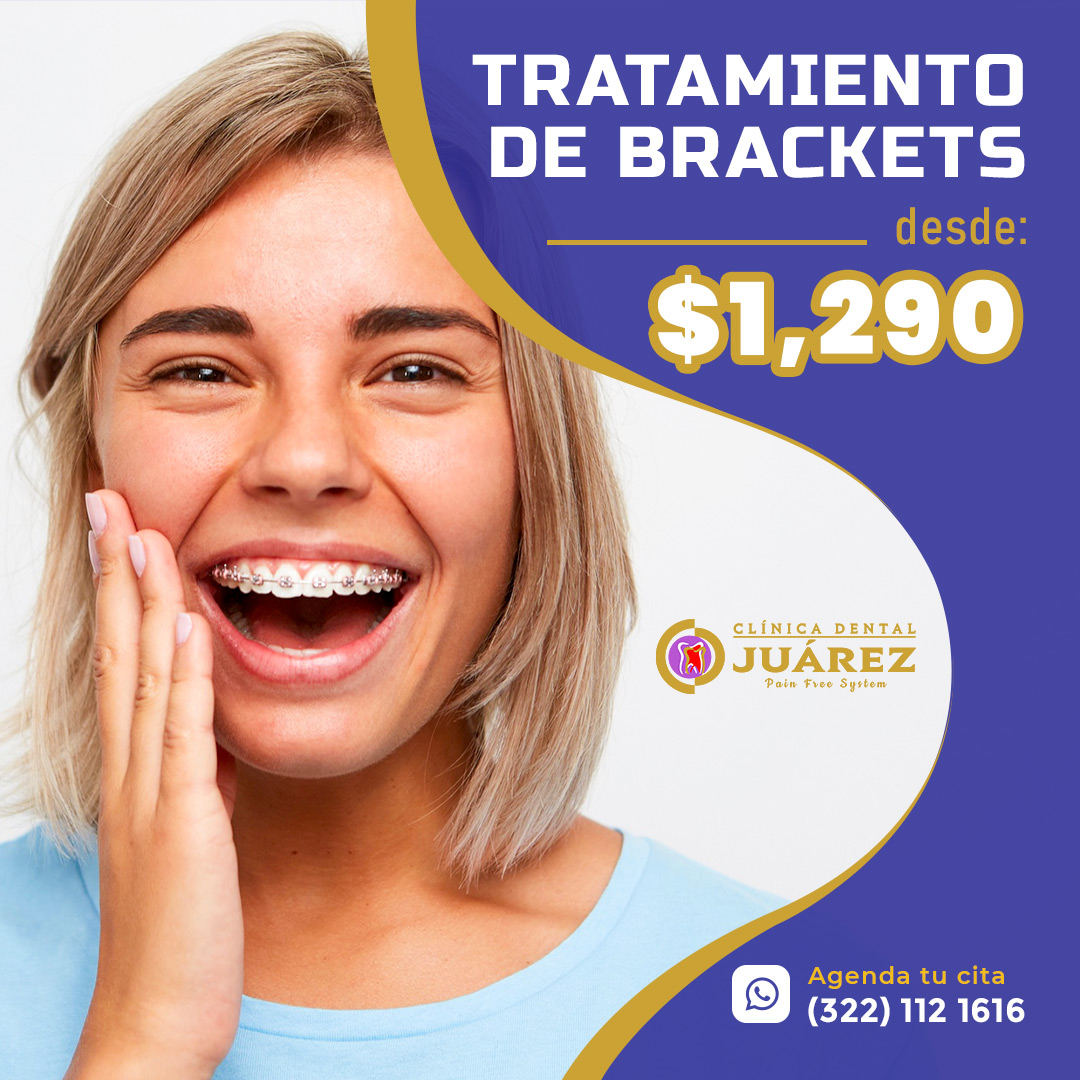 TRATAMIENTO
DE BRACKETS
desde:
$1,290
CLÍNICA DENTAL
JUÁREZ
Pain Free System
Agenda tu cita
(322) 112 1616